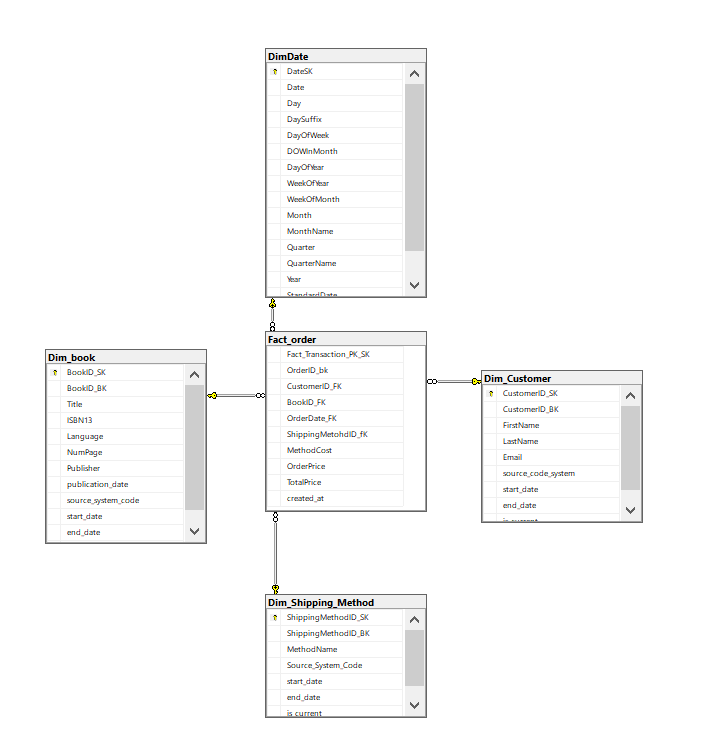 DimDate
DateSK
Date
Day
DaySuffix
DayOfWeek
DOWInMonth
DayOfYear
WeekOfYear
WeekOfMonth
Month
MonthName
Quarter
QuarterName
Year
StandardDate
Dim_book
BookID_SK
BookID_BK
Title
ISBN13
Language
NumPage
Publisher
publication_date
source_system_code
start_date
end_date
Fact_order
Fact_Transaction_PK_SK
OrderID_bk
CustomerID_FK
BookID_FK
OrderDate_FK
ShippingMetohdID_fK
MethodCost
OrderPrice
TotalPrice
created_at
Dim_Customer
CustomerID_SK
CustomerID_BK
FirstName
LastName
Email
source_code_system
start_date
end_date
is_current
Dim_Shipping_Method
ShippingMethodID_SK
ShippingMethodID_BK
MethodName
Source_System_Code
start_date
end_date
is_current